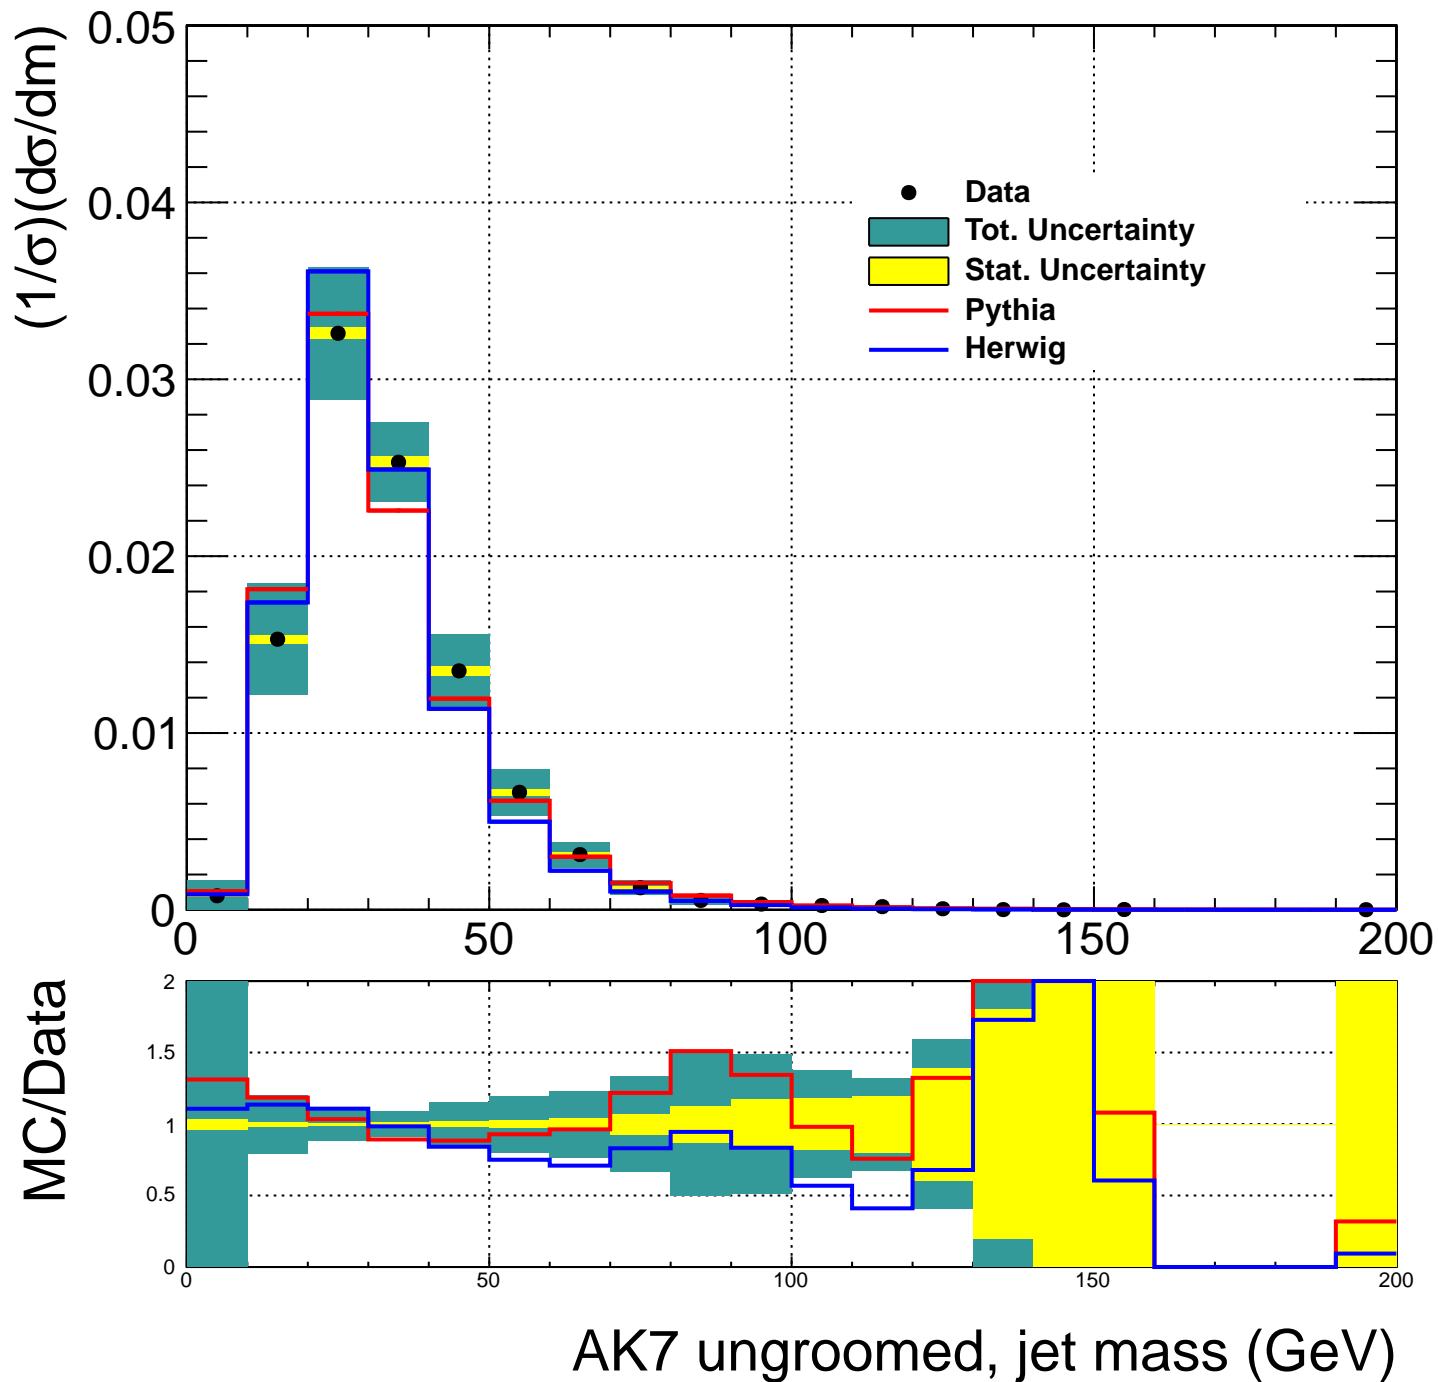 (1/σ)(dσ/dm)
0.05
0.04
0.03
0.02
0.01
0
0 50 100 150 200
Data
Tot. Uncertainty
Stat. Uncertainty
Pythia
Herwig
MC/Data
2
1.5
1
0.5
0
0 50 100 150 200
AK7 ungroomed, jet mass (GeV)